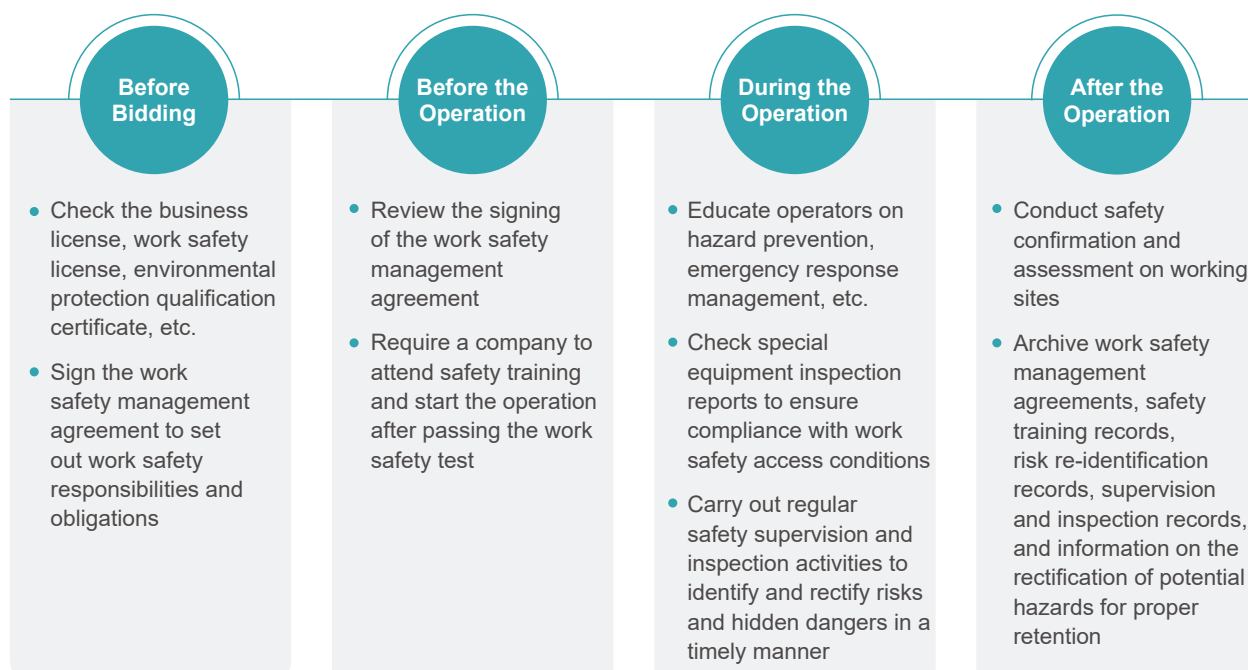 Before
Bidding
Check the business
license, work safety
license, environmental
protection qualification
certificate, etc.
Sign the work
safety management
agreement to set
out work safety
responsibilities and
obligations
Before the
Operation
Review the signing
of the work safety
management
agreement
Require a company to
attend safety training
and start the operation
after passing the work
safety test
During the
Operation
Educate operators on
hazard prevention,
emergency response
management, etc.
Check special
equipment inspection
reports to ensure
compliance with work
safety access conditions
Carry out regular
safety supervision and
inspection activities to
identify and rectify risks
and hidden dangers in a
timely manner
After the
Operation
Conduct safety
confirmation and
assessment on working
sites
Archive work safety
management
agreements, safety
training records,
risk re-identification
records, supervision
and inspection records,
and information on the
rectification of potential
hazards for proper
retention